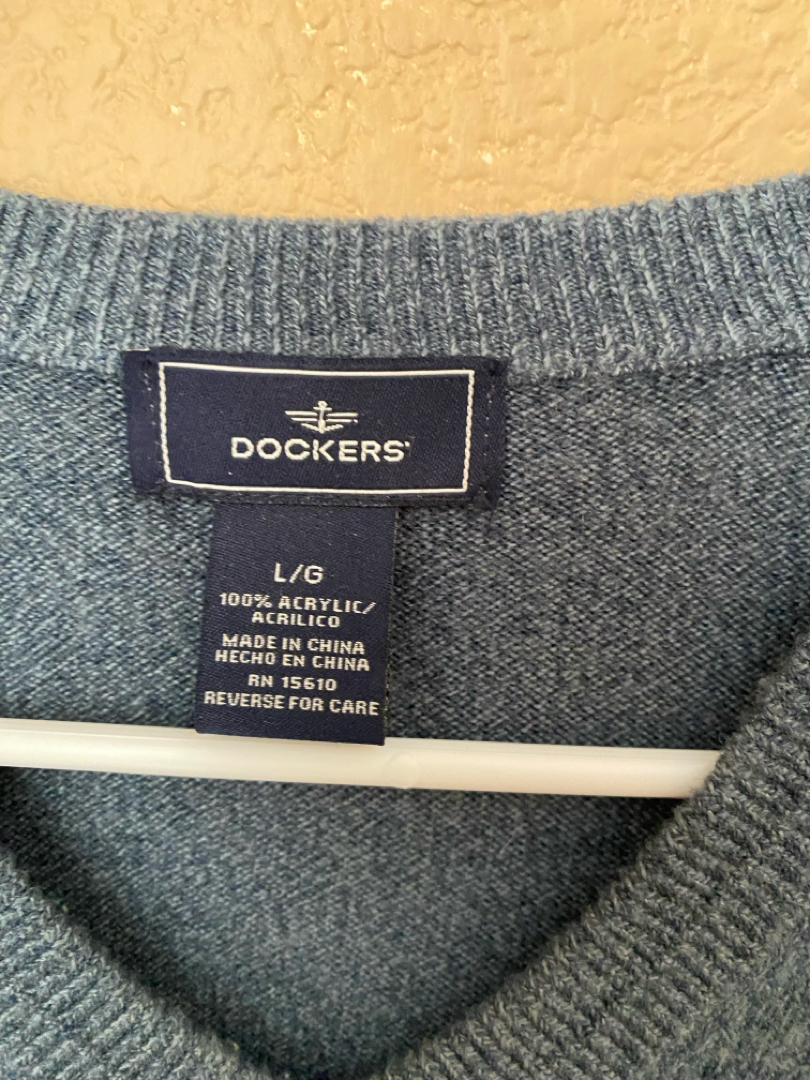 DOCKERS®
L/G
100% ACRYLIC/
ACRILICO
MADE IN CHINA
HECHO EN CHINA
RN 15610
REVERSE FOR CARE